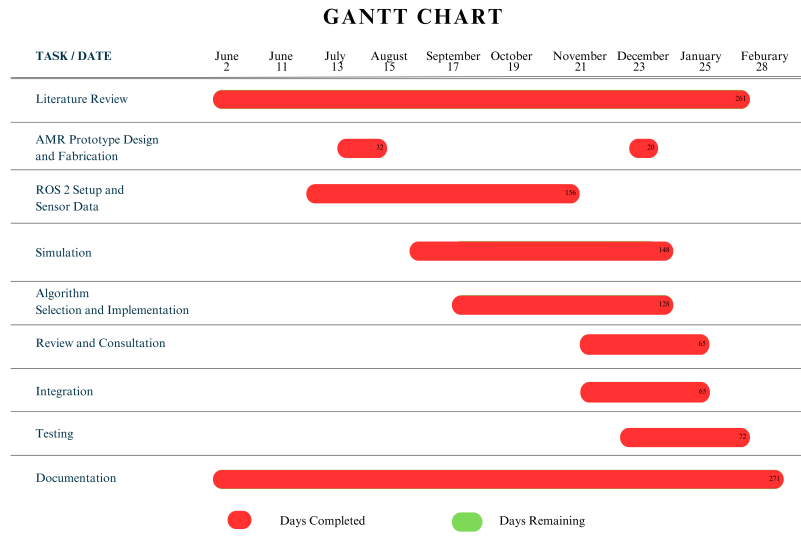 GANTT CHART
TASK / DATE June June July August September October November December January Feburary
2 11 13 15 17 19 21 23 25 28
Literature Review 261
AMR Prototype Design
and Fabrication 32 20
ROS 2 Setup and
Sensor Data 156
Simulation 148
Algorithm
Selection and Implementation 128
Review and Consultation 65
Integration 65
Testing 72
Documentation 271
Days Completed Days Remaining